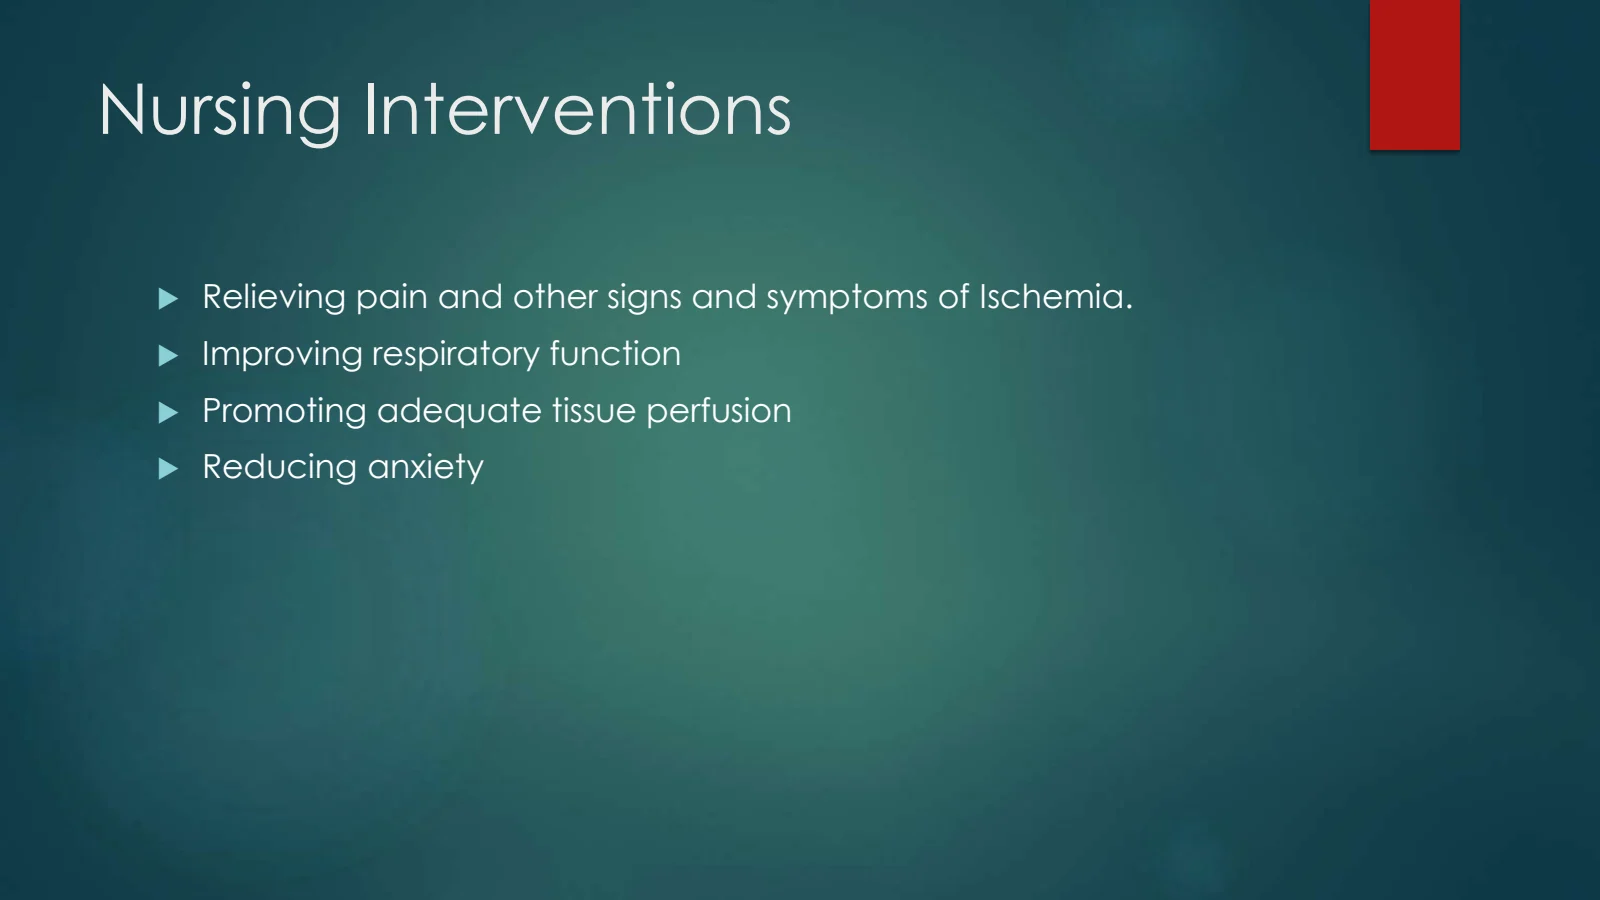 Nursing Interventions
Relieving pain and other signs and symptoms of Ischemia.
Improving respiratory function
Promoting adequate tissue perfusion
Reducing anxiety